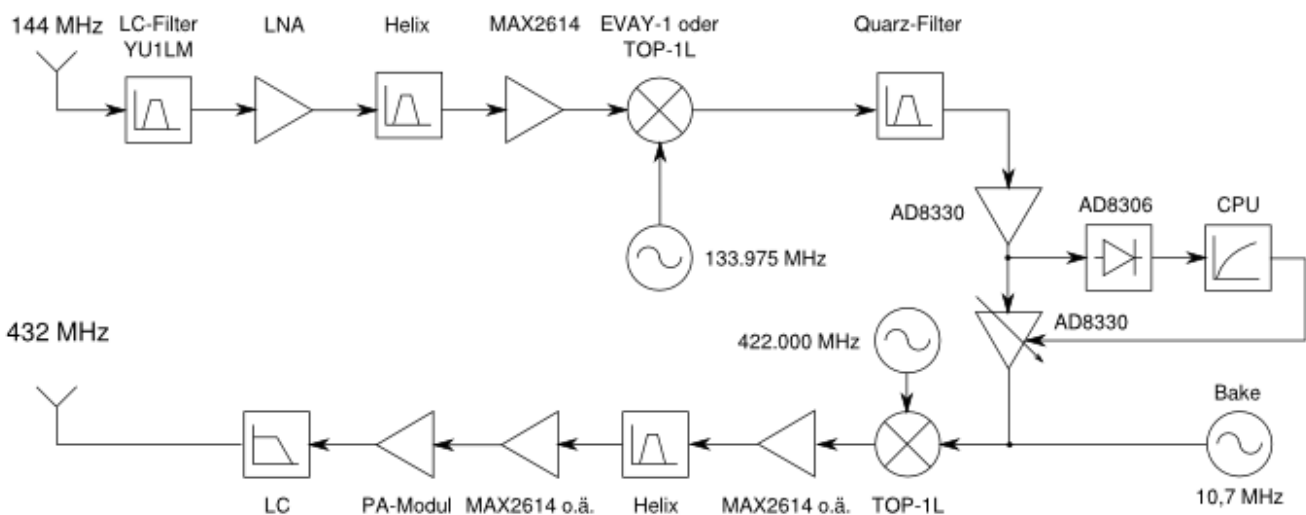 144 MHz
LC-Filter
YU1LM
LNA
Helix
MAX2614
EVAY-1 oder
TOP-1L
Quarz-Filter
AD8330
AD8306
CPU
133.975 MHz
432 MHz
422.000 MHz
AD8330
Bake
LC
PA-Modul
MAX2614 o.ä.
Helix
MAX2614 o.ä.
TOP-1L
10,7 MHz